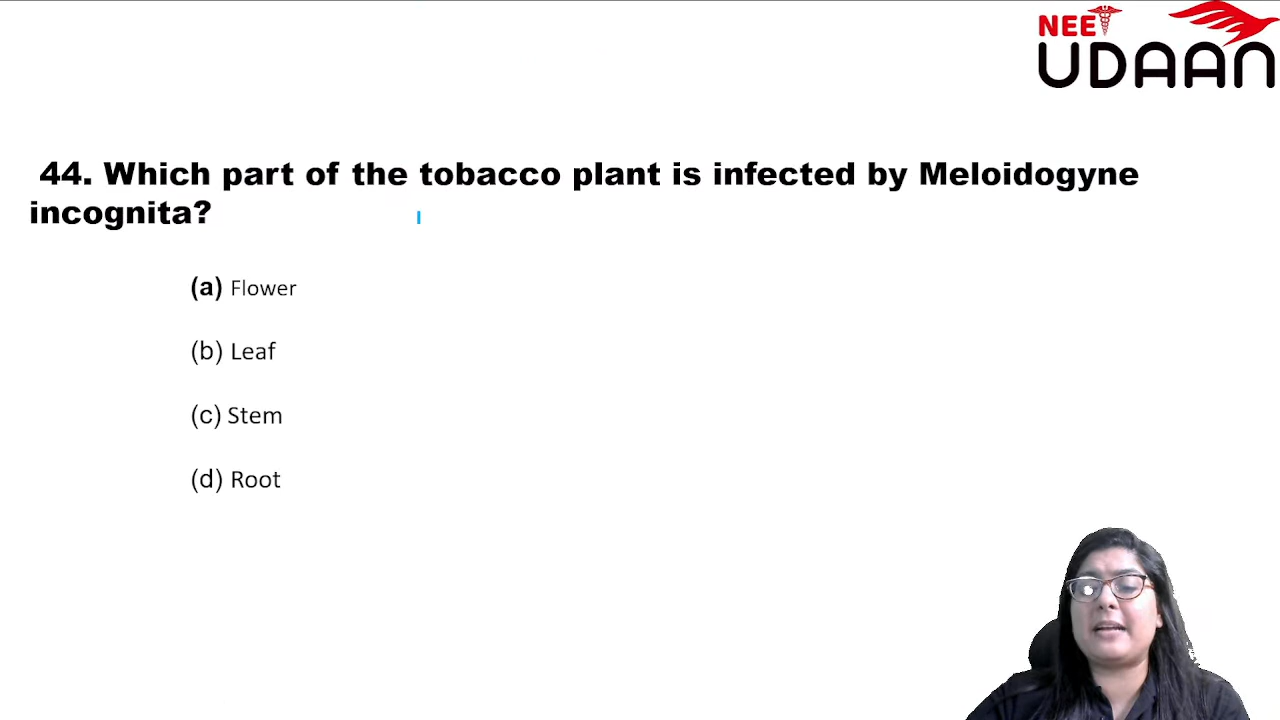 NEET
UDAAN
44. Which part of the tobacco plant is infected by Meloidogyne
incognita?
(a) Flower
(b) Leaf
(c) Stem
(d) Root